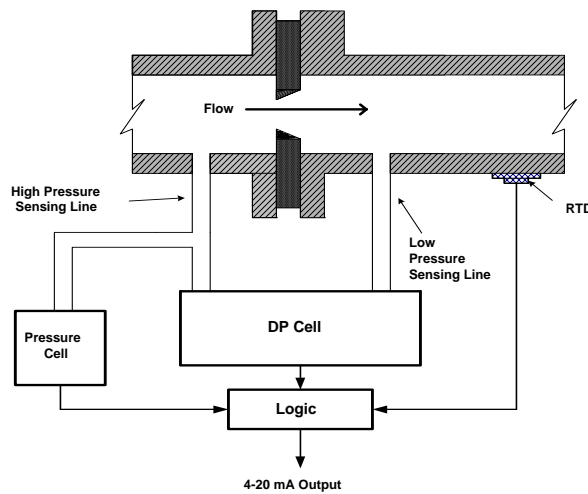 Flow
High Pressure
Sensing Line
RTD
Low
Pressure
Sensing Line
Pressure
Cell
DP Cell
Logic
4-20 mA Output